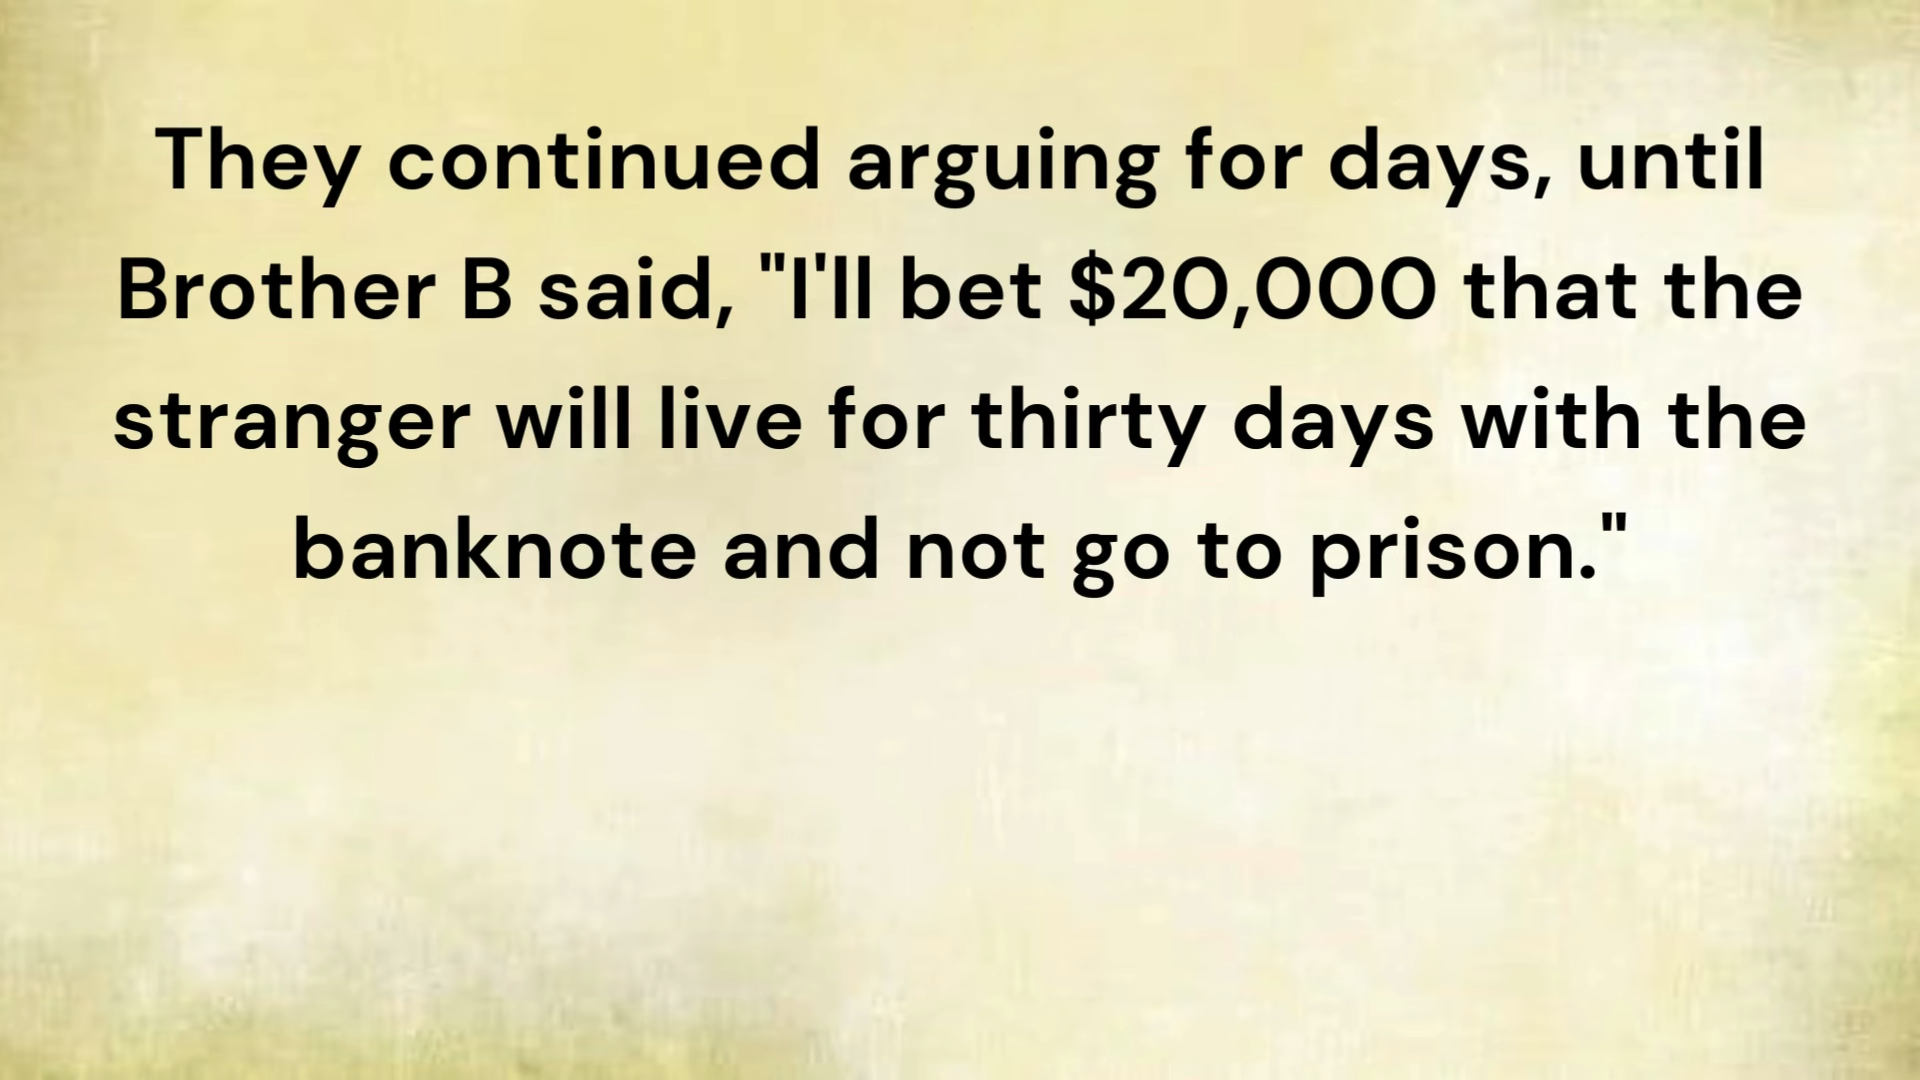 They continued arguing for days, until
Brother B said, "I'll bet $20,000 that the
stranger will live for thirty days with the
banknote and not go to prison."